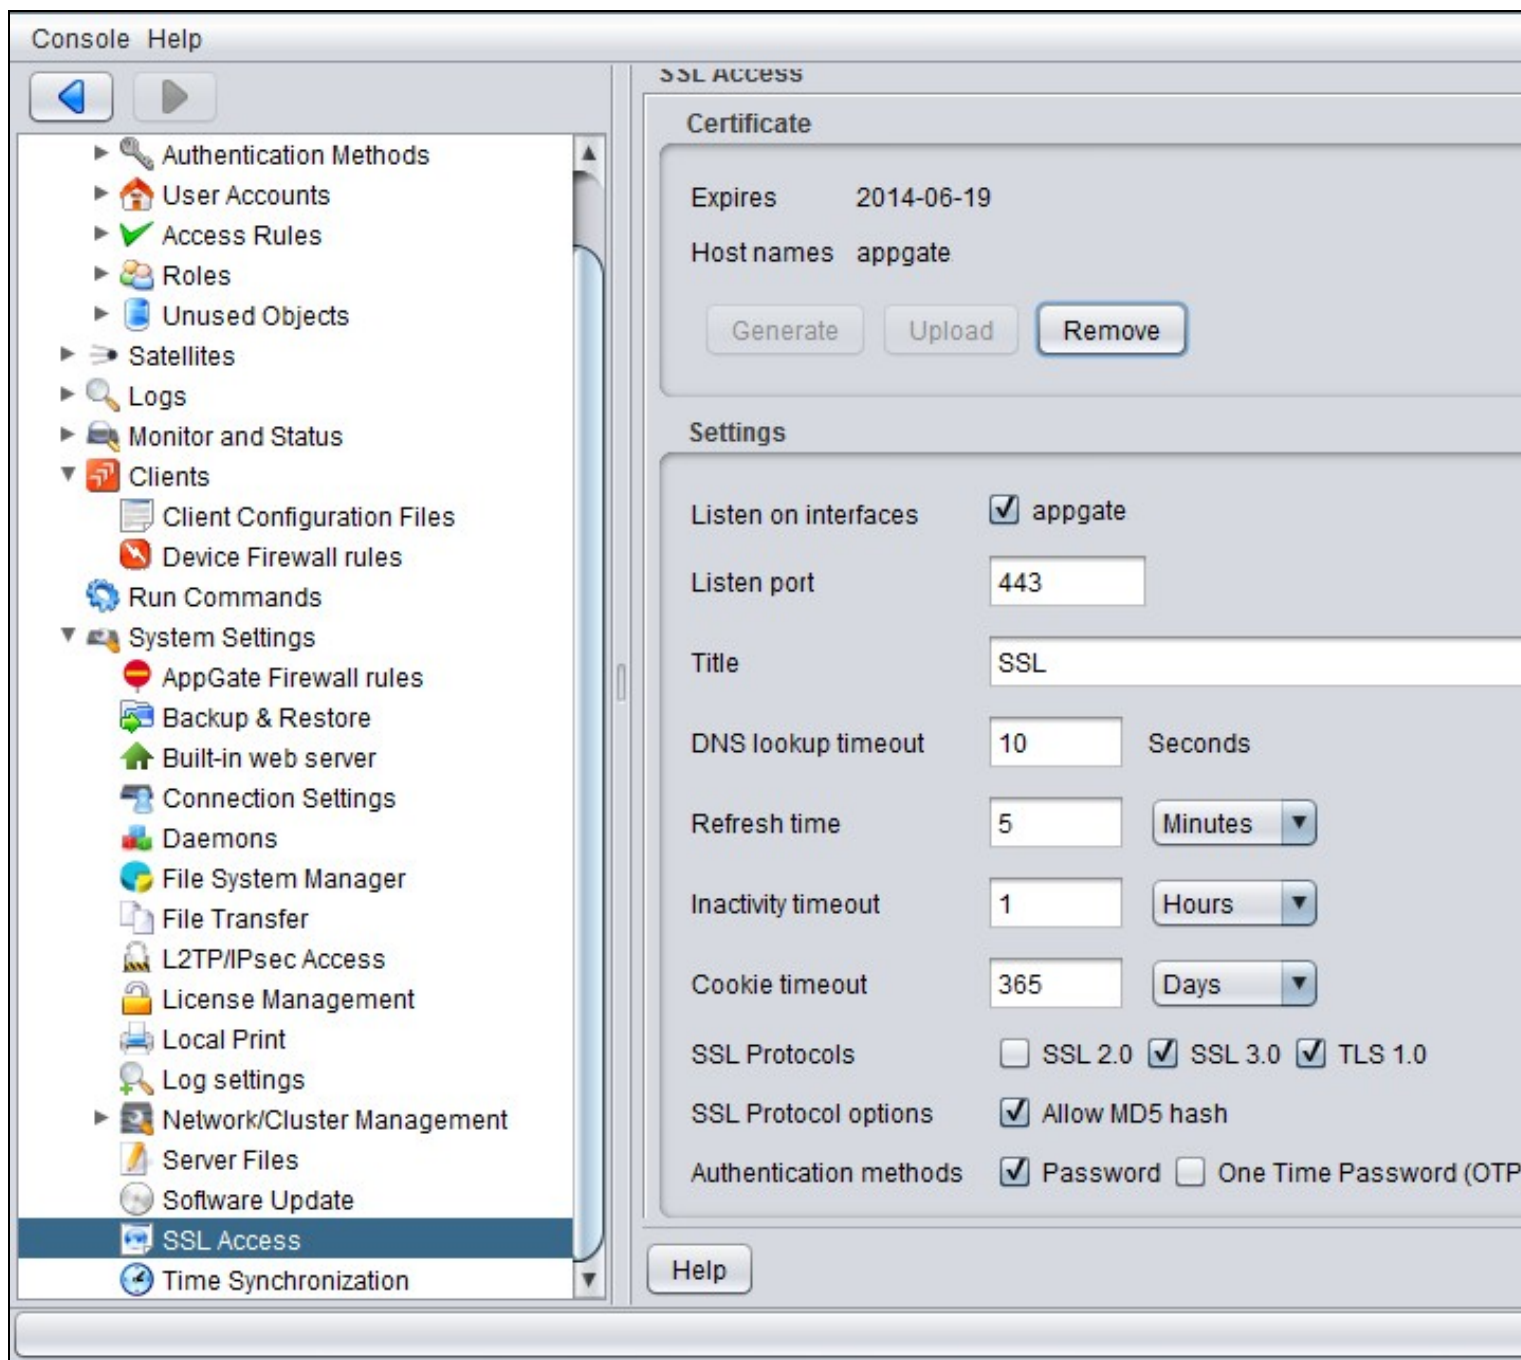 Console Help
Authentication Methods
User Accounts
Access Rules
Roles
Unused Objects
Satellites
Logs
Monitor and Status
Clients
Client Configuration Files
Device Firewall rules
Run Commands
System Settings
AppGate Firewall rules
Backup & Restore
Built-in web server
Connection Settings
Daemons
File System Manager
File Transfer
L2TP/IPsec Access
License Management
Local Print
Log settings
Network/Cluster Management
Server Files
Software Update
SSL Access
Time Synchronization
SSL Access
Certificate
Expires 2014-06-19
Host names appgate
Generate Upload Remove
Settings
Listen on interfaces appgate
Listen port 443
Title SSL
DNS lookup timeout 10 Seconds
Refresh time 5 Minutes
Inactivity timeout 1 Hours
Cookie timeout 365 Days
SSL Protocols SSL 2.0 SSL 3.0 TLS 1.0
SSL Protocol options Allow MD5 hash
Authentication methods Password One Time Password (OTP
Help